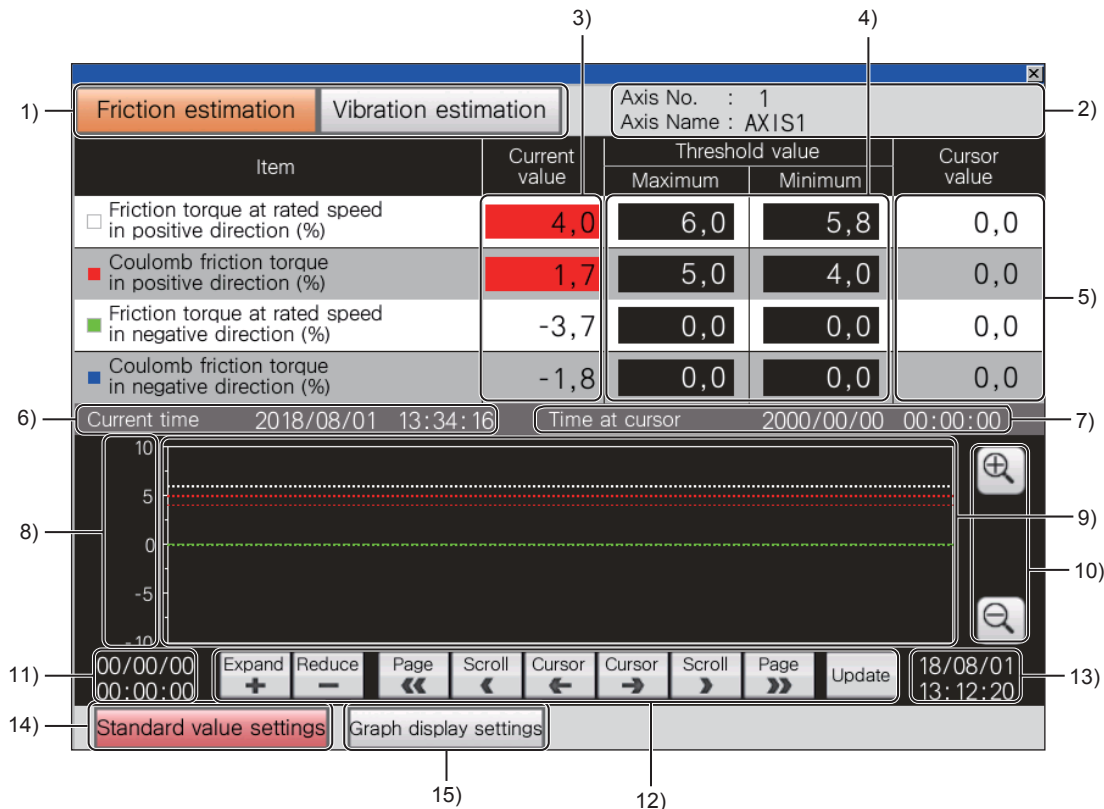 3)
4)
1)
Friction estimation
Vibration estimation
Axis No. : 1
Axis Name : AXIS1
2)
Item
Current
value
Threshold value
Maximum
Minimum
Cursor
value
Friction torque at rated speed
in positive direction (%)
4,0
6,0
5,8
0,0
Coulomb friction torque
in positive direction (%)
1,7
5,0
4,0
0,0
5)
Friction torque at rated speed
in negative direction (%)
-3,7
0,0
0,0
0,0
Coulomb friction torque
in negative direction (%)
-1,8
0,0
0,0
0,0
6)
Current time 2018/08/01 13:34:16
Time at cursor 2000/00/00 00:00:00
7)
10
5
0
-5
-10
8)
9)
10)
11)
00/00/00
00:00:00
Expand
Reduce
Page
Scroll
Cursor
Cursor
Scroll
Page
Update
18/08/01
13:12:20
13)
14)
Standard value settings
Graph display settings
15)
12)